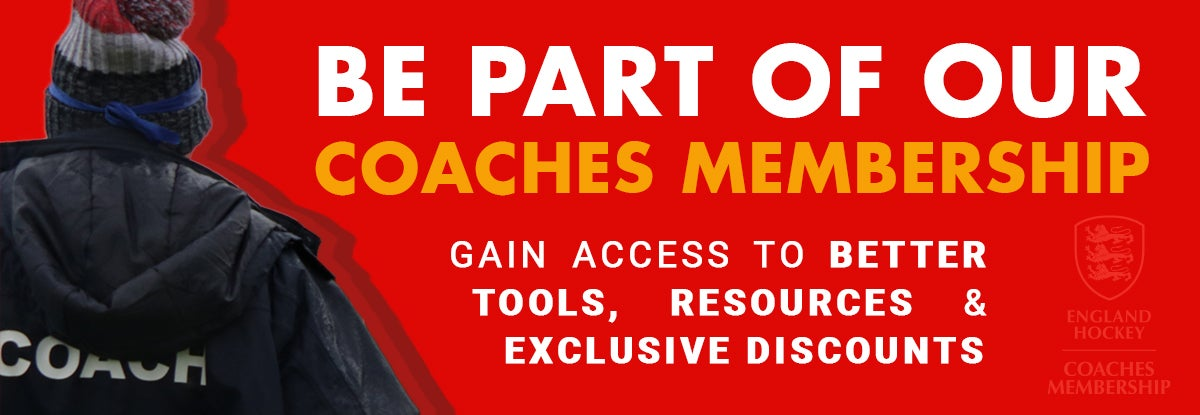 BE PART OF OUR
COACHES MEMBERSHIP
GAIN ACCESS TO BETTER
TOOLS, RESOURCES &
EXCLUSIVE DISCOUNTS
COACH
ENGLAND
HOCKEY
COACHES
MEMBERSHIP